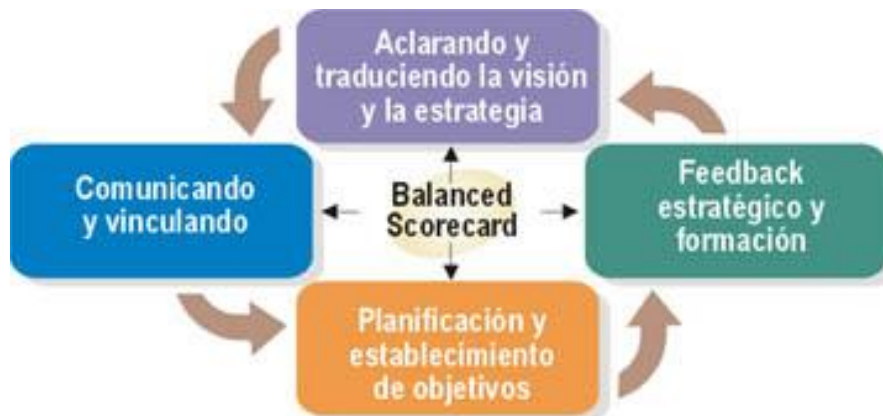 Aclarando y
traduciendo la visión
y la estrategia
Comunicando
y vinculando
Balanced
Scorecard
Feedback
estratégico y
formación
Planificación y
establecimiento
de objetivos